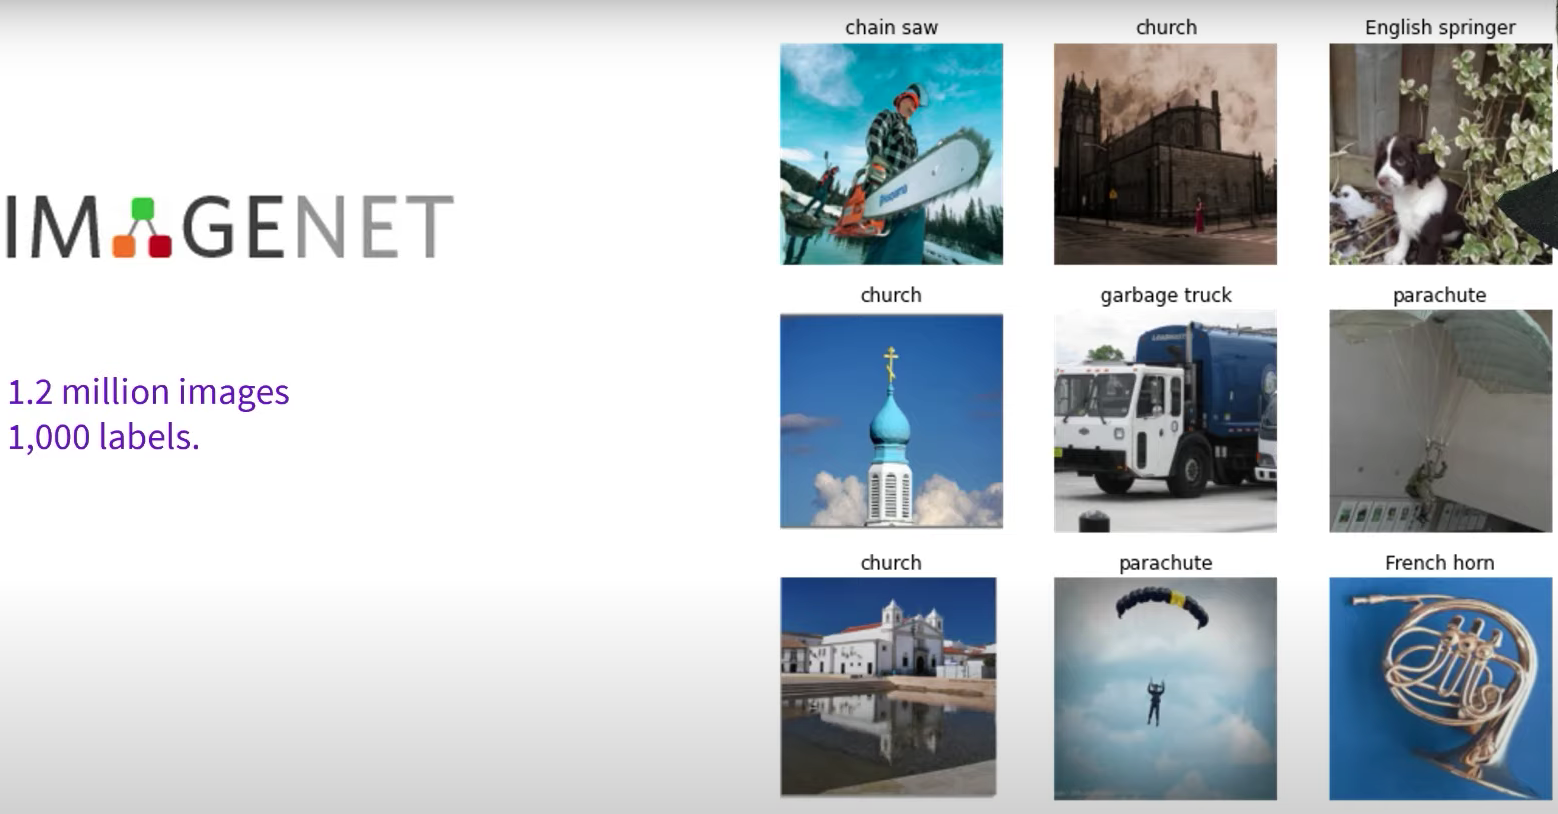 IMAGENET
1.2 million images
1,000 labels.
chain saw
church
English springer
church
garbage truck
parachute
church
parachute
French horn